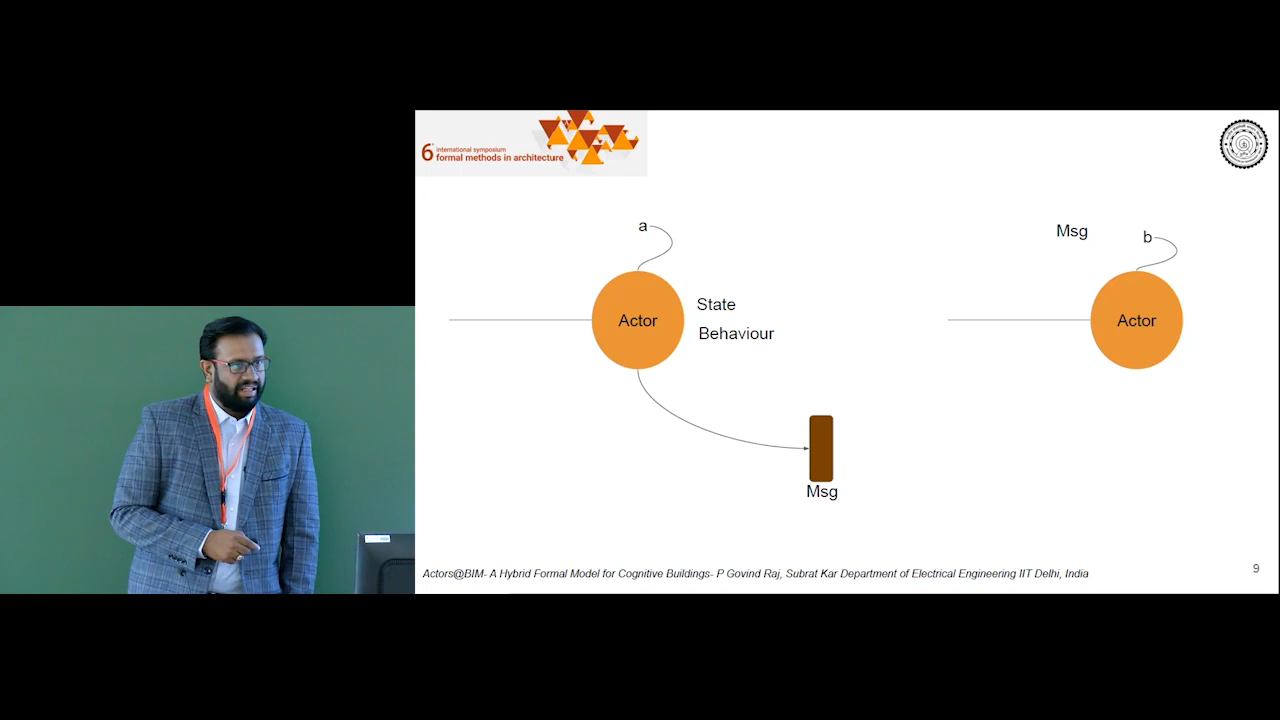 6th international symposium
formal methods in architecture
a
Msg
b
Actor
State
Behaviour
Actor
Msg
Actors@BIM- A Hybrid Formal Model for Cognitive Buildings- P Govind Raj, Subrat Kar Department of Electrical Engineering IIT Delhi, India
9